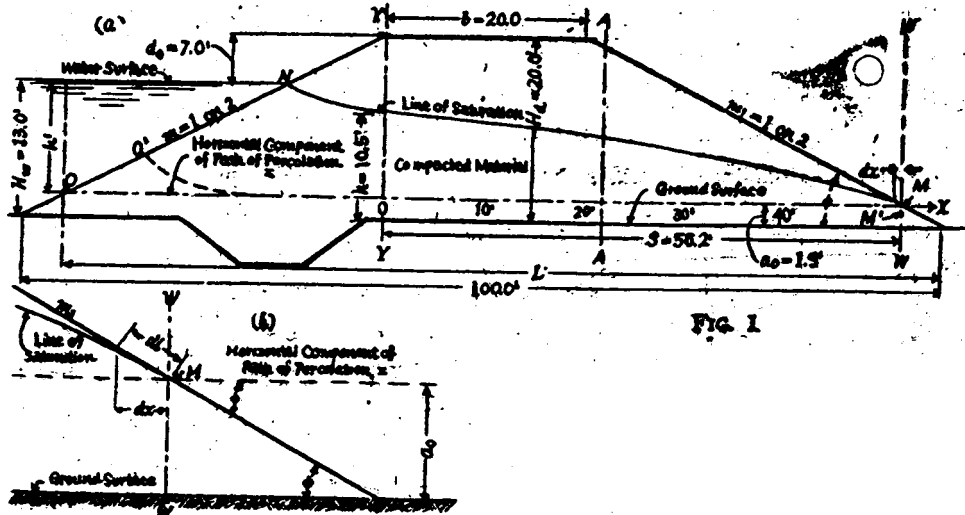 (a)
d₀ = 7.0'
Water Surface
N
Y
b = 20.0
A
V
m = 1 on 2
Line of Saturation
H_d = 20.0'
m₁ = 1 on 2
H_w = 13.0'
h'
O'
Horizontal Component
of Path of Percolation
x
h = 10.5'
Compacted Material
dx
M
O
Ground Surface
X
O
10'
20'
30'
40'
M'
Y
A
S = 58.2'
a₀ = 1.9'
W
L
100.0'
FIG. 1
(b)
m₁
Line of
Saturation
M
Horizontal Component of
Path of Percolation, x
dx
a₀
Ground Surface